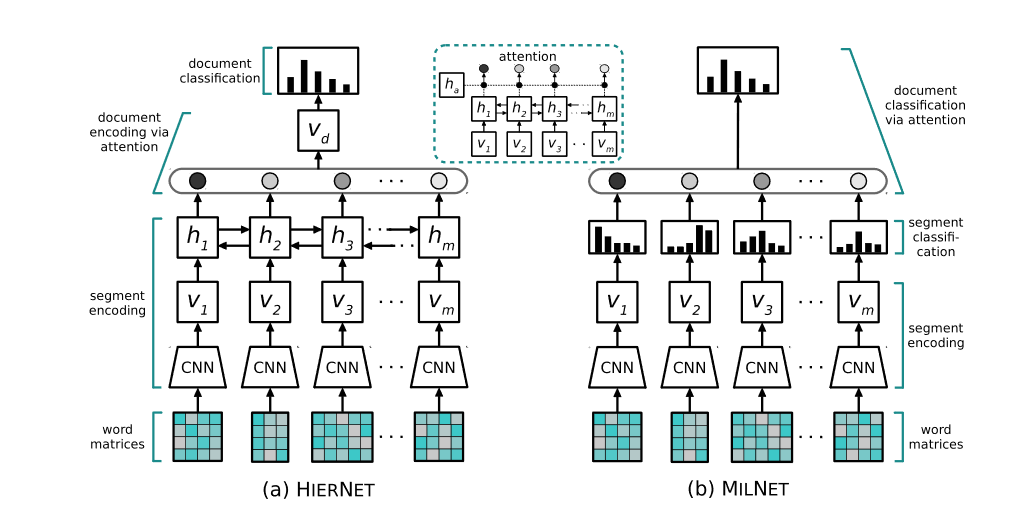 document
classification
document
encoding via
attention
v_d
attention
h_a
h_1 h_2 h_3 · · · h_m
v_1 v_2 v_3 · · v_m
document
classification
via attention
· · ·
· · ·
segment
encoding
h_1 h_2 h_3 · · · h_m
v_1 v_2 v_3 · · · v_m
CNN CNN CNN · · · CNN
word
matrices
· · ·
(a) HIERNET
segment
classifi-
cation
· · ·
v_1 v_2 v_3 · · · v_m
segment
encoding
CNN CNN CNN · · · CNN
word
matrices
· · ·
(b) MILNET